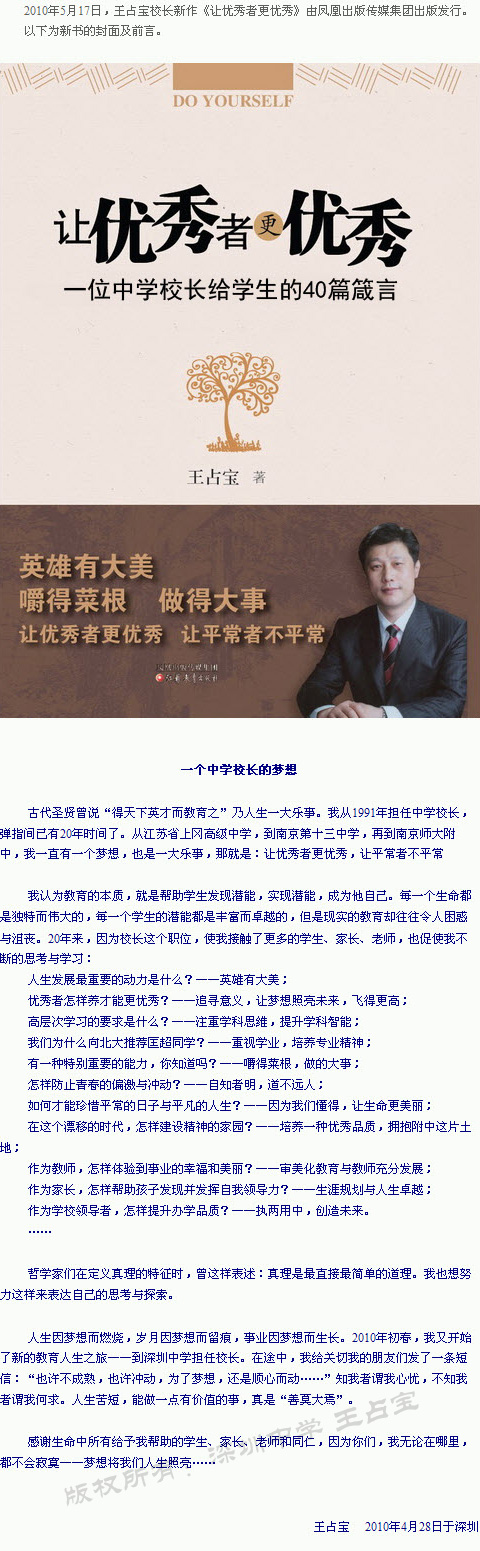 2010年5月17日，王占宝校长新作《让优秀者更优秀》由凤凰出版传媒集团出版发行。
以下为新书的封面及前言。
DO YOURSELF
让优秀者更优秀
一位中学校长给学生的40篇箴言
王占宝 著
英雄有大美
嚼得菜根 做得大事
让优秀者更优秀 让平常者不平常
凤凰出版传媒集团
江苏教育出版社
一个中学校长的梦想
古代圣贤曾说“得天下英才而教育之”乃人生一大乐事。我从1991年担任中学校长，
弹指间已有20年时间了。从江苏省上冈高级中学，到南京第十三中学，再到南京师大附
中，我一直有一个梦想，也是一大乐事，那就是：让优秀者更优秀，让平常者不平常
我认为教育的本质，就是帮助学生发现潜能，实现潜能，成为他自己。每一个生命都
是独特而伟大的，每一个学生的潜能都是丰富而卓越的，但是现实的教育却往往令人困惑
与沮丧。20年来，因为校长这个职位，使我接触了更多的学生、家长、老师，也促使我不
断的思考与学习：
人生发展最重要的动力是什么？——英雄有大美；
优秀者怎样养才能更优秀？——追寻意义，让梦想照亮未来，飞得更高；
高层次学习的要求是什么？——注重学科思维，提升学科智能；
我们为什么向北大推荐匡超同学？——重视学业，培养专业精神；
有一种特别重要的能力，你知道吗？——嚼得菜根，做的大事；
怎样防止青春的偏激与冲动？——自知者明，道不远人；
如何才能珍惜平常的日子与平凡的人生？——因为我们懂得，让生命更美丽；
在这个漂移的时代，怎样建设精神的家园？——培养一种优秀品质，拥抱附中这片土
地；
作为教师，怎样体验到事业的幸福和美丽？——审美化教育与教师充分发展；
作为家长，怎样帮助孩子发现并发挥自我领导力？——生涯规划与人生卓越；
作为学校领导者，怎样提升办学品质？——执两用中，创造未来。
……
哲学家们在定义真理的特征时，曾这样表述：真理是最直接最简单的道理。我也想努
力这样来表达自己的思考与探索。
人生因梦想而燃烧，岁月因梦想而留痕，事业因梦想而生长。2010年初春，我又开始
了新的教育人生之旅——到深圳中学担任校长。在途中，我给关切我的朋友们发了一条短
信：“也许不成熟，也许冲动，为了梦想，还是顺心而动……”知我者谓我心忧，不知我
者谓我何求。人生苦短，能做一点有价值的事，真是“善莫大焉”。
感谢生命中所有给予我帮助的学生、家长、老师和同仁，因为你们，我无论在哪里，
都不会寂寞——梦想将我们人生照亮……
版权所有：深圳中学 王占宝
王占宝 2010年4月28日于深圳